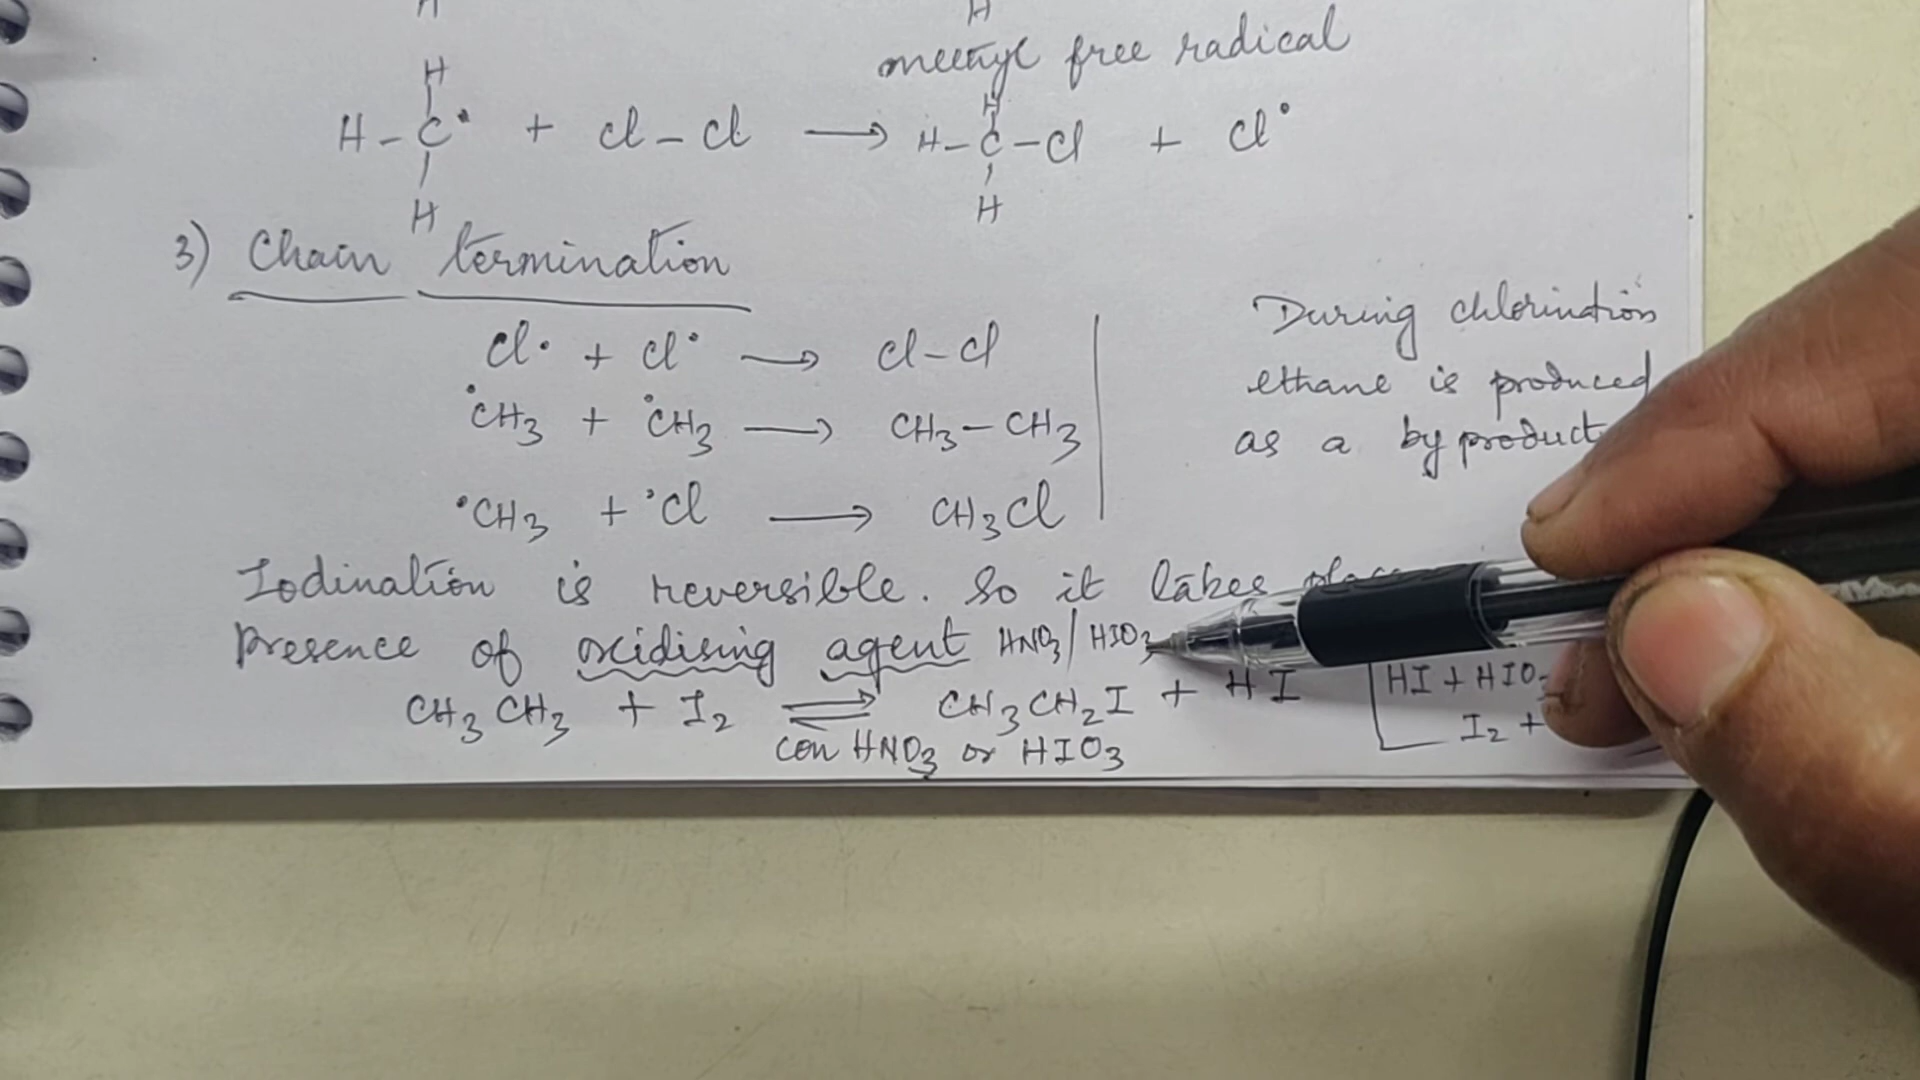 H H
methyl free radical
H H
H-C• + Cl-Cl → H-C-Cl + Cl•
H H
3) Chain termination
Cl• + Cl• → Cl-Cl
•CH3 + •CH3 → CH3-CH3
•CH3 + •Cl → CH3Cl
During chlorination
ethane is produced
as a by product
Iodination is reversible. So it takes place
presence of oxidising agent HNO3/HIO3
CH3CH3 + I2 ⇌ CH3CH2I + HI
con HNO3 or HIO3
HI + HIO
I2 +